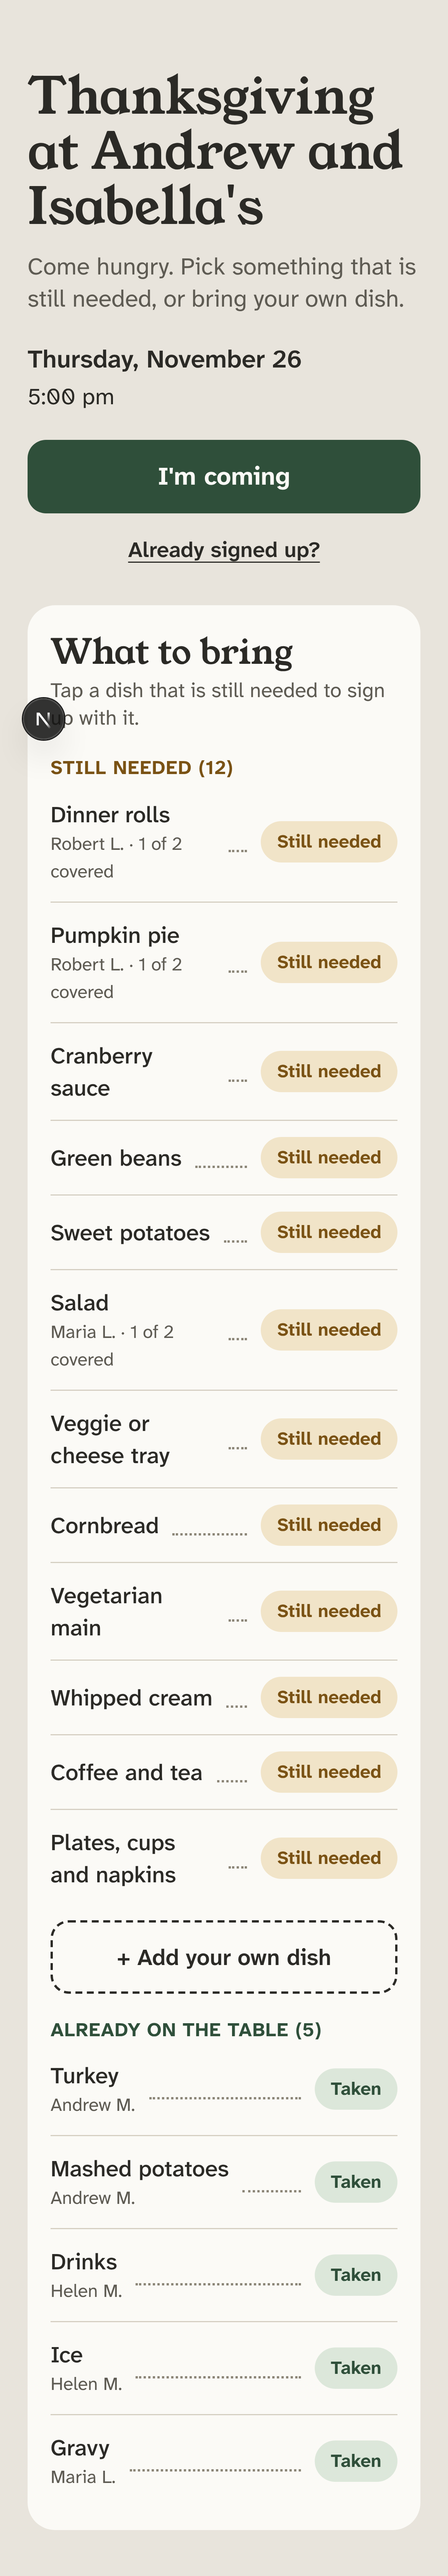 Thanksgiving
at Andrew and
Isabella's
Come hungry. Pick something that is
still needed, or bring your own dish.
Thursday, November 26
5:00 pm
I'm coming
Already signed up?
What to bring
Tap a dish that is still needed to sign
up with it.
N
STILL NEEDED (12)
Dinner rolls
Robert L. · 1 of 2
covered
Still needed
Pumpkin pie
Robert L. · 1 of 2
covered
Still needed
Cranberry
sauce
Still needed
Green beans
Still needed
Sweet potatoes
Still needed
Salad
Maria L. · 1 of 2
covered
Still needed
Veggie or
cheese tray
Still needed
Cornbread
Still needed
Vegetarian
main
Still needed
Whipped cream
Still needed
Coffee and tea
Still needed
Plates, cups
and napkins
Still needed
+ Add your own dish
ALREADY ON THE TABLE (5)
Turkey
Andrew M.
Taken
Mashed potatoes
Andrew M.
Taken
Drinks
Helen M.
Taken
Ice
Helen M.
Taken
Gravy
Maria L.
Taken